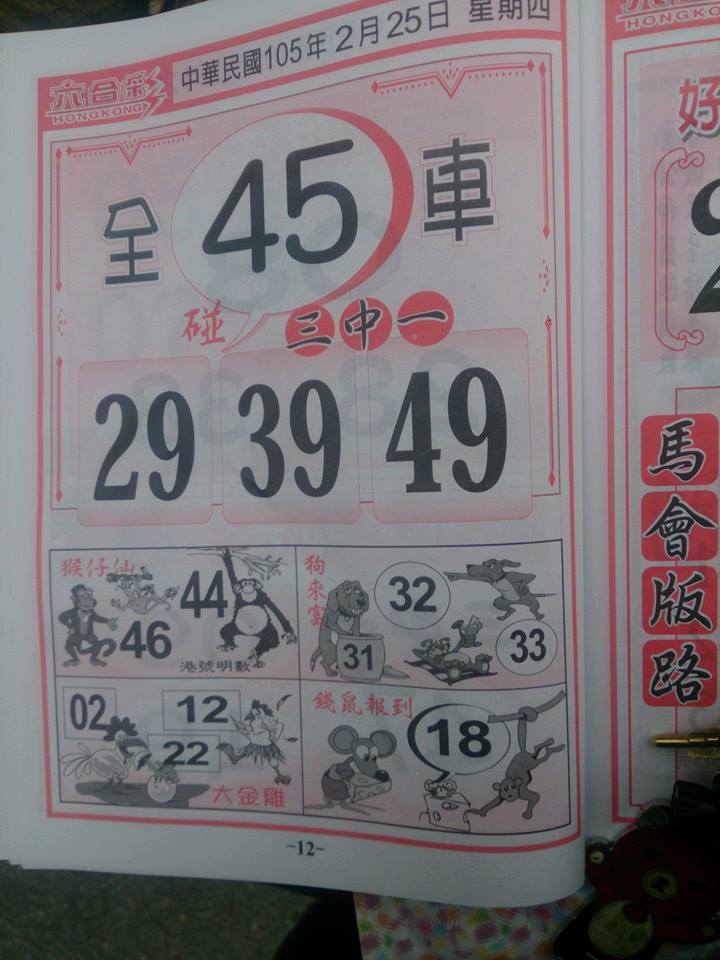 六合彩
HONGKONG
中華民國105年2月25日 星期四
全 45 車
碰 三中一
29 39 49
猴仔仙
44
46
港號明數
狗來富
32
31
33
02
12
22
大金雞
錢鼠報到
18
-12-
HONGKO
好
馬會版路